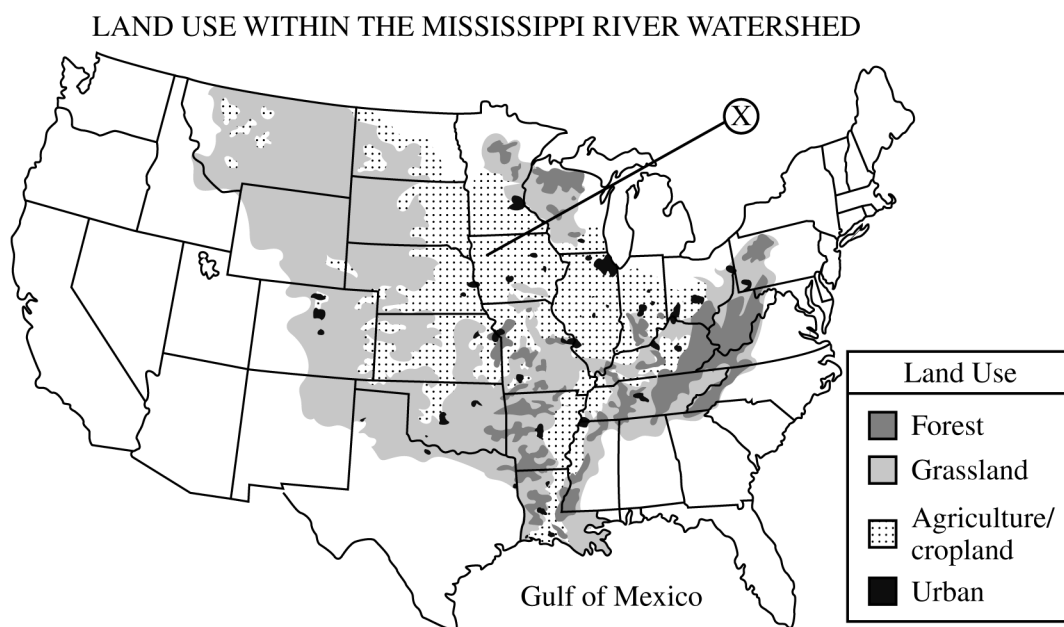 LAND USE WITHIN THE MISSISSIPPI RIVER WATERSHED
X
Land Use
Forest
Grassland
Agriculture/
cropland
Urban
Gulf of Mexico